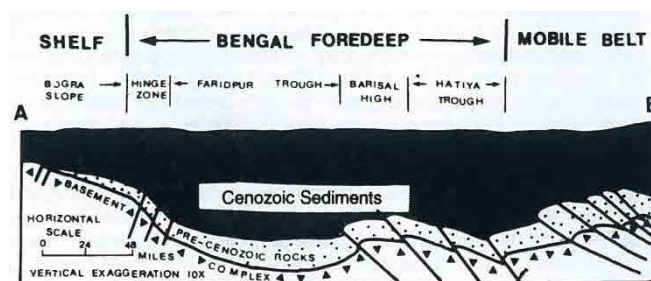 SHELF BENGAL FOREDEEP MOBILE BELT
BOGRA SLOPE HINGE ZONE FARIDPUR TROUGH BARISAL HIGH HATIYA TROUGH
A
Cenozoic Sediments
BASEMENT COMPLEX
PRE-CENOZOIC ROCKS
HORIZONTAL SCALE
0 24 48
MILES
VERTICAL EXAGGERATION 10X